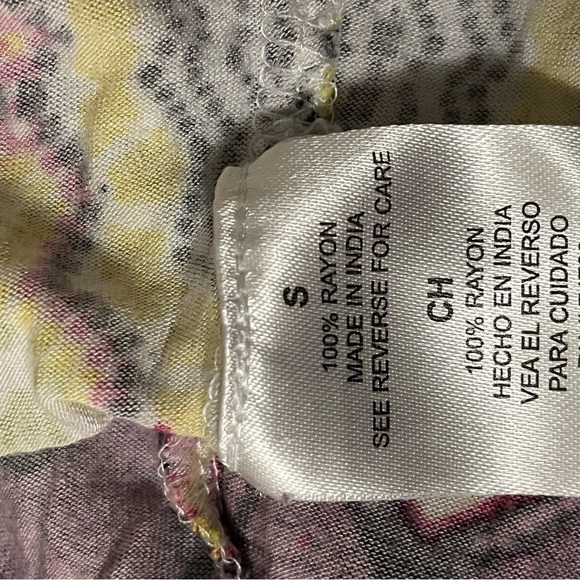 S
100% RAYON
MADE IN INDIA
SEE REVERSE FOR CARE
CH
100% RAYON
HECHO EN INDIA
VEA EL REVERSO
PARA CUIDADO